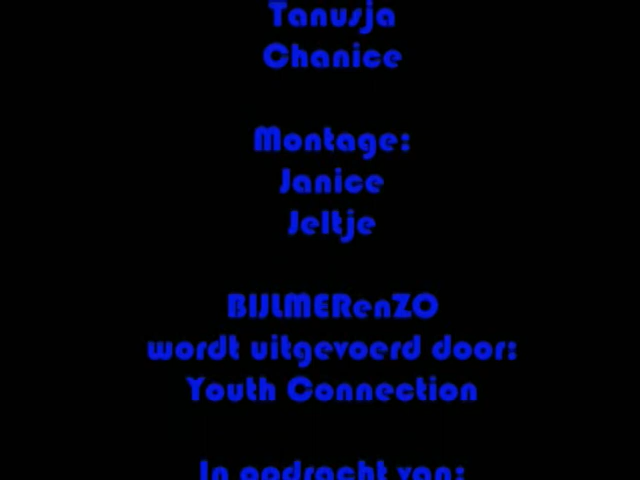 Tanusja
Chanice
Montage:
Janice
Jeltje
BIJLMERenZO
wordt uitgevoerd door:
Youth Connection
In opdracht van: